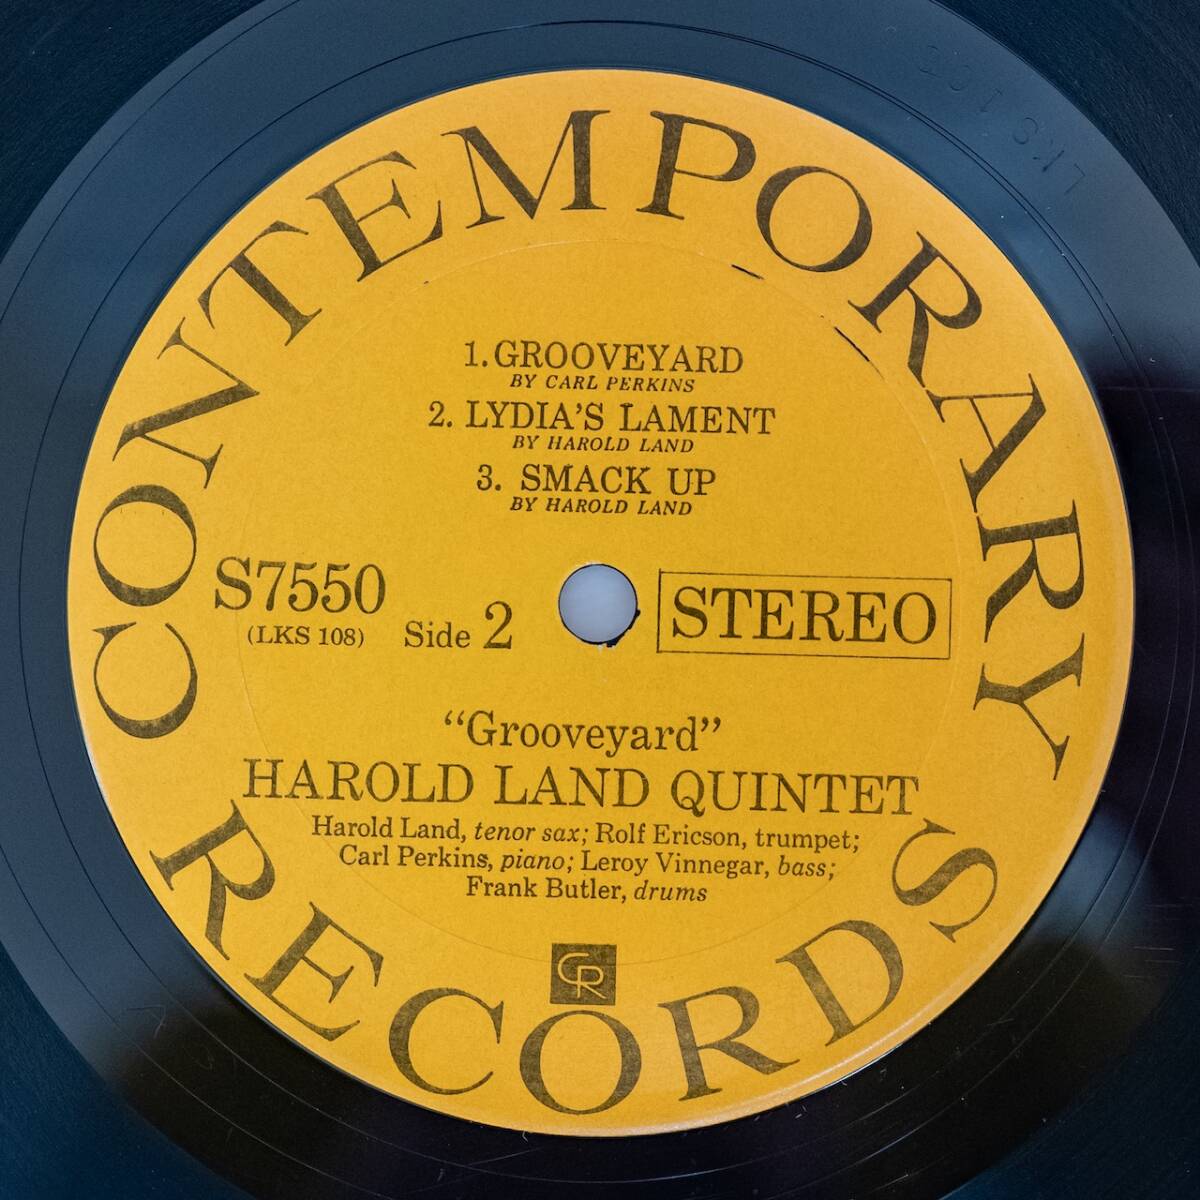 CONTEMPORARY
1. GROOVEYARD
BY CARL PERKINS
2. LYDIA'S LAMENT
BY HAROLD LAND
3. SMACK UP
BY HAROLD LAND
S7550
(LKS 108)
Side 2
STEREO
"Grooveyard"
HAROLD LAND QUINTET
Harold Land, tenor sax; Rolf Ericson, trumpet;
Carl Perkins, piano; Leroy Vinnegar, bass;
Frank Butler, drums
CR
RECORDS